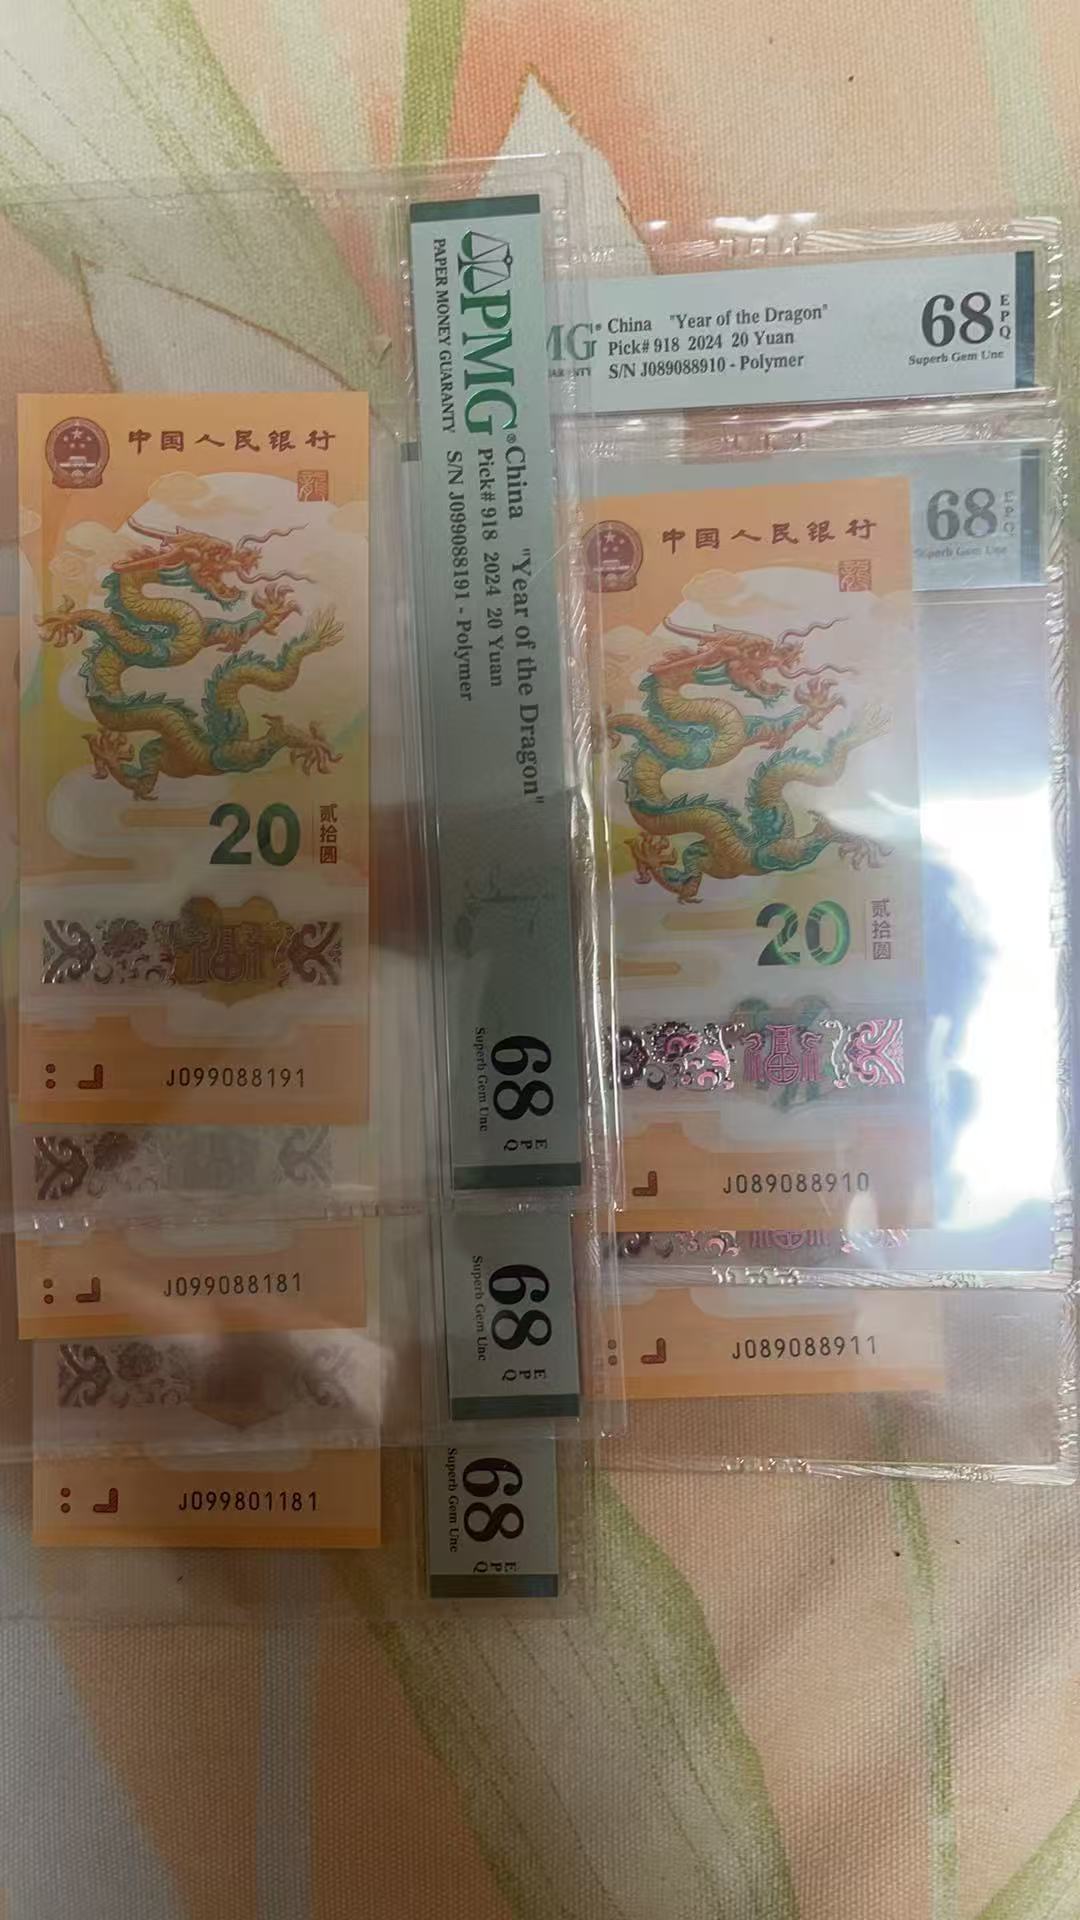 中国人民银行
20
贰拾圆
J099088191
J099088181
J099801181
PMG
PAPER MONEY GUARANTY
China "Year of the Dragon"
Pick# 918 2024 20 Yuan
S/N J099088191 - Polymer
68
EPQ
Superb Gem Unc
68
EPQ
Superb Gem Unc
68
EPQ
Superb Gem Unc
China "Year of the Dragon"
Pick# 918 2024 20 Yuan
S/N J089088910 - Polymer
68
EPQ
Superb Gem Unc
68
EPQ
Superb Gem Unc
中国人民银行
20
贰拾圆
福
J089088910
J089088911